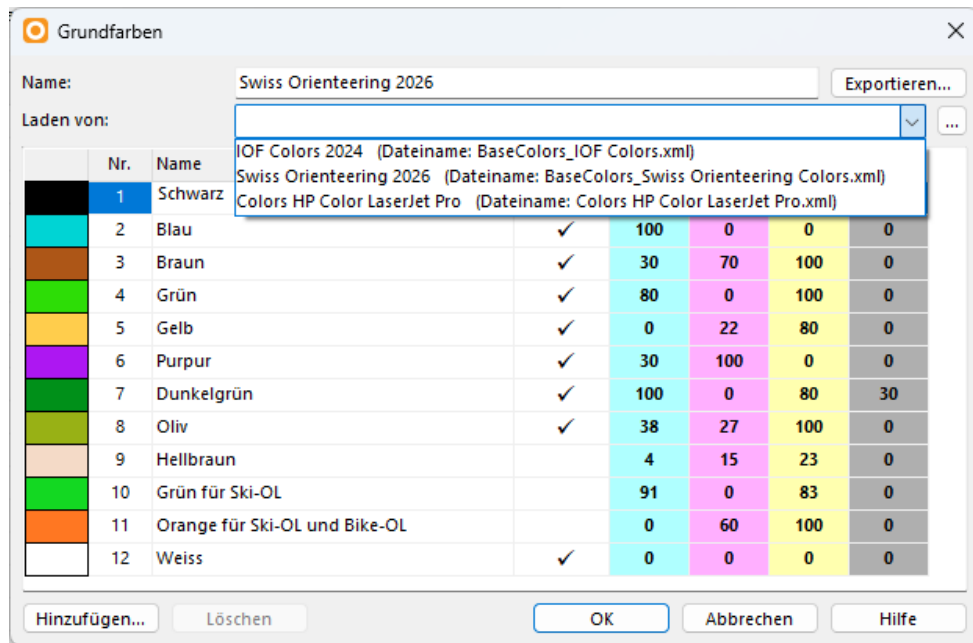 Grundfarben
Name: Swiss Orienteering 2026 Exportieren...
Laden von: ...
IOF Colors 2024 (Dateiname: BaseColors_IOF Colors.xml)
Swiss Orienteering 2026 (Dateiname: BaseColors_Swiss Orienteering Colors.xml)
Colors HP Color LaserJet Pro (Dateiname: Colors HP Color LaserJet Pro.xml)
Nr. Name
1 Schwarz
2 Blau ✓ 100 0 0 0
3 Braun ✓ 30 70 100 0
4 Grün ✓ 80 0 100 0
5 Gelb ✓ 0 22 80 0
6 Purpur ✓ 30 100 0 0
7 Dunkelgrün ✓ 100 0 80 30
8 Oliv ✓ 38 27 100 0
9 Hellbraun 4 15 23 0
10 Grün für Ski-OL 91 0 83 0
11 Orange für Ski-OL und Bike-OL 0 60 100 0
12 Weiss ✓ 0 0 0 0
Hinzufügen... Löschen OK Abbrechen Hilfe